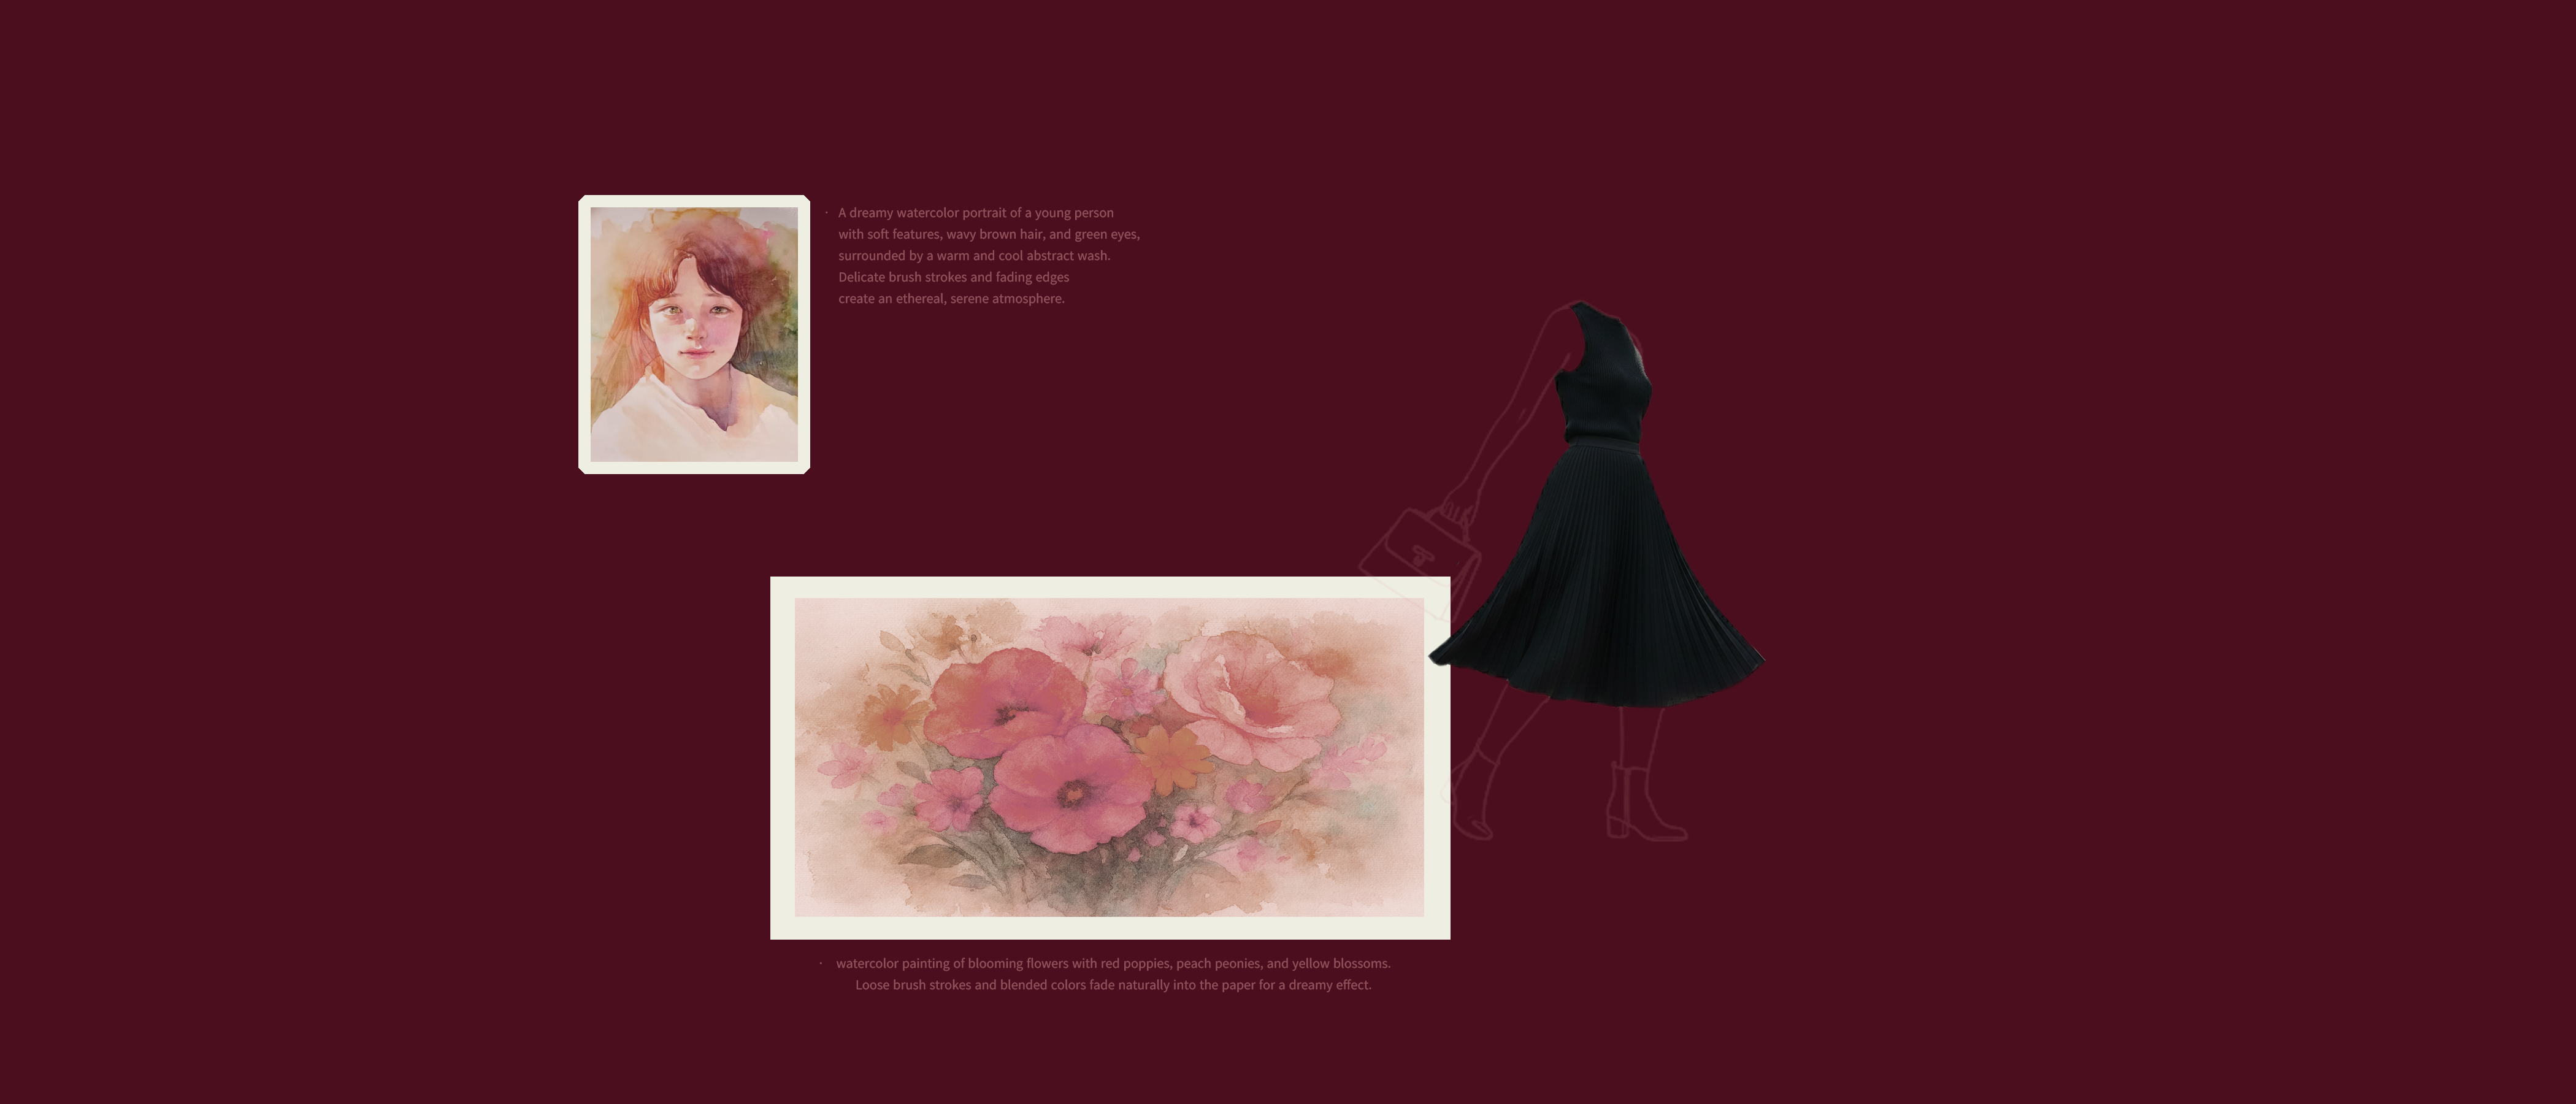 · A dreamy watercolor portrait of a young person
with soft features, wavy brown hair, and green eyes,
surrounded by a warm and cool abstract wash.
Delicate brush strokes and fading edges
create an ethereal, serene atmosphere.
· watercolor painting of blooming flowers with red poppies, peach peonies, and yellow blossoms.
Loose brush strokes and blended colors fade naturally into the paper for a dreamy effect.